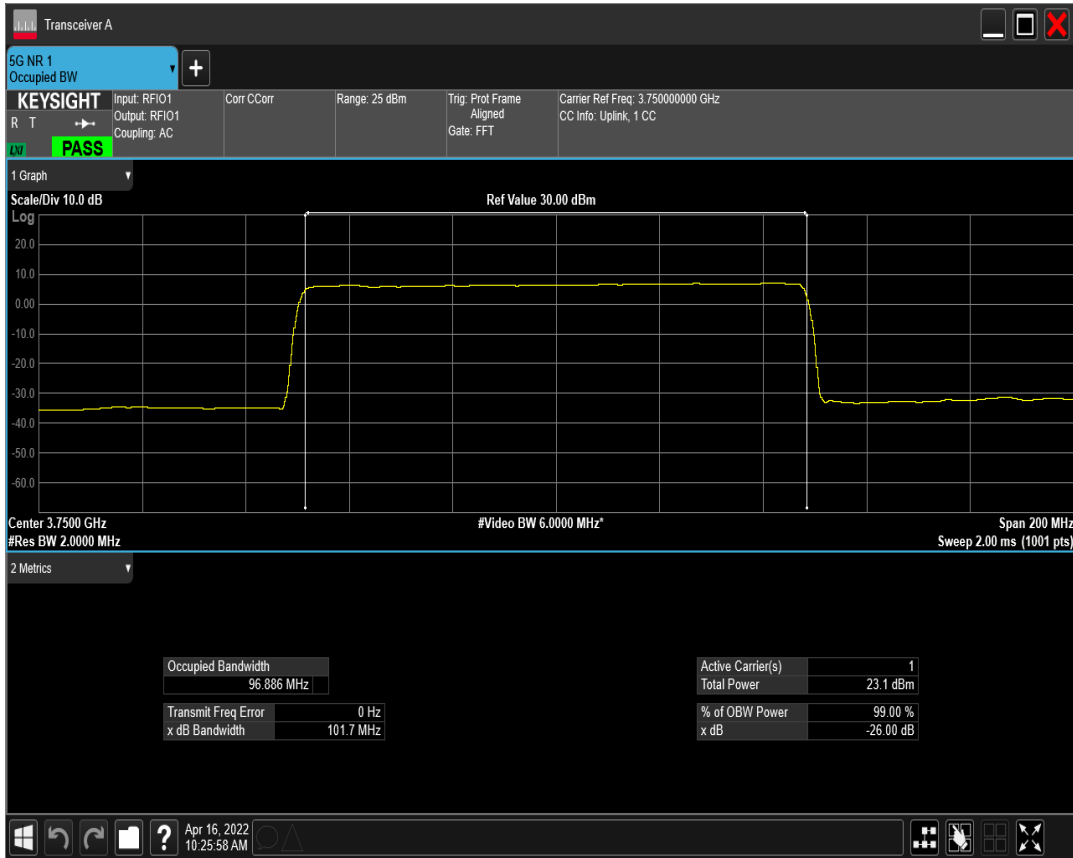 Transceiver A
5G NR 1
Occupied BW
KEYSIGHT
R T
LXI
PASS
Input: RFIO1
Output: RFIO1
Coupling: AC
Corr CCorr
Range: 25 dBm
Trig: Prot Frame
Aligned
Gate: FFT
Carrier Ref Freq: 3.750000000 GHz
CC Info: Uplink, 1 CC
1 Graph
Scale/Div 10.0 dB
Ref Value 30.00 dBm
Log
20.0
10.0
0.00
-10.0
-20.0
-30.0
-40.0
-50.0
-60.0
Center 3.7500 GHz
#Video BW 6.0000 MHz*
Span 200 MHz
#Res BW 2.0000 MHz
Sweep 2.00 ms (1001 pts)
2 Metrics
Occupied Bandwidth
96.886 MHz
Transmit Freq Error 0 Hz
x dB Bandwidth 101.7 MHz
Active Carrier(s) 1
Total Power 23.1 dBm
% of OBW Power 99.00 %
x dB -26.00 dB
?
Apr 16, 2022
10:25:58 AM